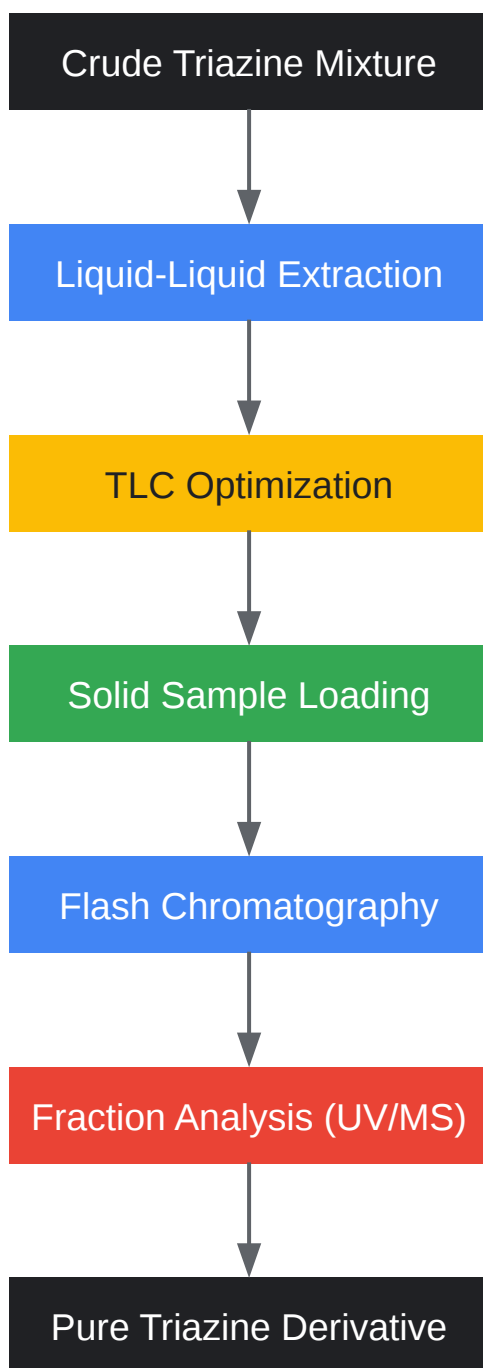 Crude Triazine Mixture
Liquid-Liquid Extraction
TLC Optimization
Solid Sample Loading
Flash Chromatography
Fraction Analysis (UV/MS)
Pure Triazine Derivative